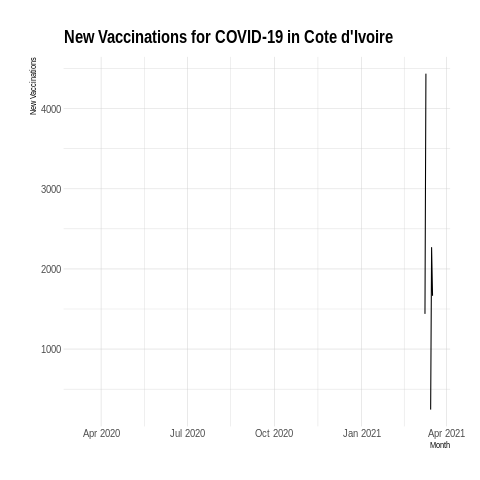 New Vaccinations for COVID-19 in Cote d'Ivoire
New Vaccinations
4000
3000
2000
1000
Apr 2020 Jul 2020 Oct 2020 Jan 2021 Apr 2021
Month